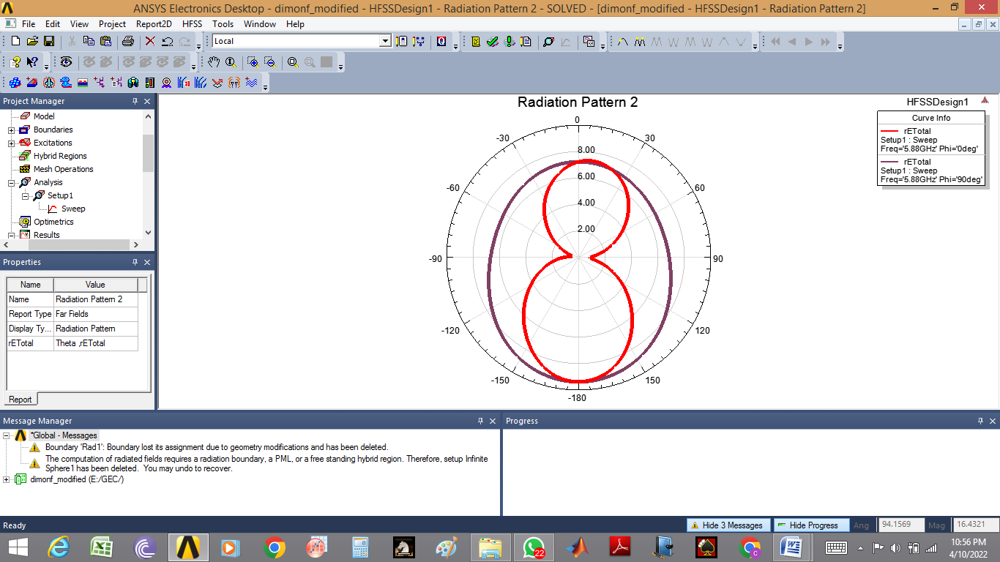 ANSYS Electronics Desktop - dimonf_modified - HFSSDesign1 - Radiation Pattern 2 - SOLVED - [dimonf_modified - HFSSDesign1 - Radiation Pattern 2]
File Edit View Project Report2D HFSS Tools Window Help
Local
Project Manager
Model
Boundaries
Excitations
Hybrid Regions
Mesh Operations
Analysis
Setup1
Sweep
Optimetrics
Results
Properties
Name Value
Name Radiation Pattern 2
Report Type Far Fields
Display Ty... Radiation Pattern
rETotal Theta ,rETotal
Report
Radiation Pattern 2
HFSSDesign1
Curve Info
rETotal
Setup1 : Sweep
Freq='5.88GHz' Phi='0deg'
rETotal
Setup1 : Sweep
Freq='5.88GHz' Phi='90deg'
0
-30 30
8.00
6.00
-60 60
4.00
2.00
-90 90
-120 120
-150 150
-180
Message Manager
*Global - Messages
Boundary 'Rad1': Boundary lost its assignment due to geometry modifications and has been deleted.
The computation of radiated fields requires a radiation boundary, a PML, or a free standing hybrid region. Therefore, setup Infinite
Sphere1 has been deleted. You may undo to recover.
dimonf_modified (E:/GEC/)
Progress
Ready
Hide 3 Messages Hide Progress Ang 94.1569 Mag 16.4321
22
10:56 PM
4/10/2022